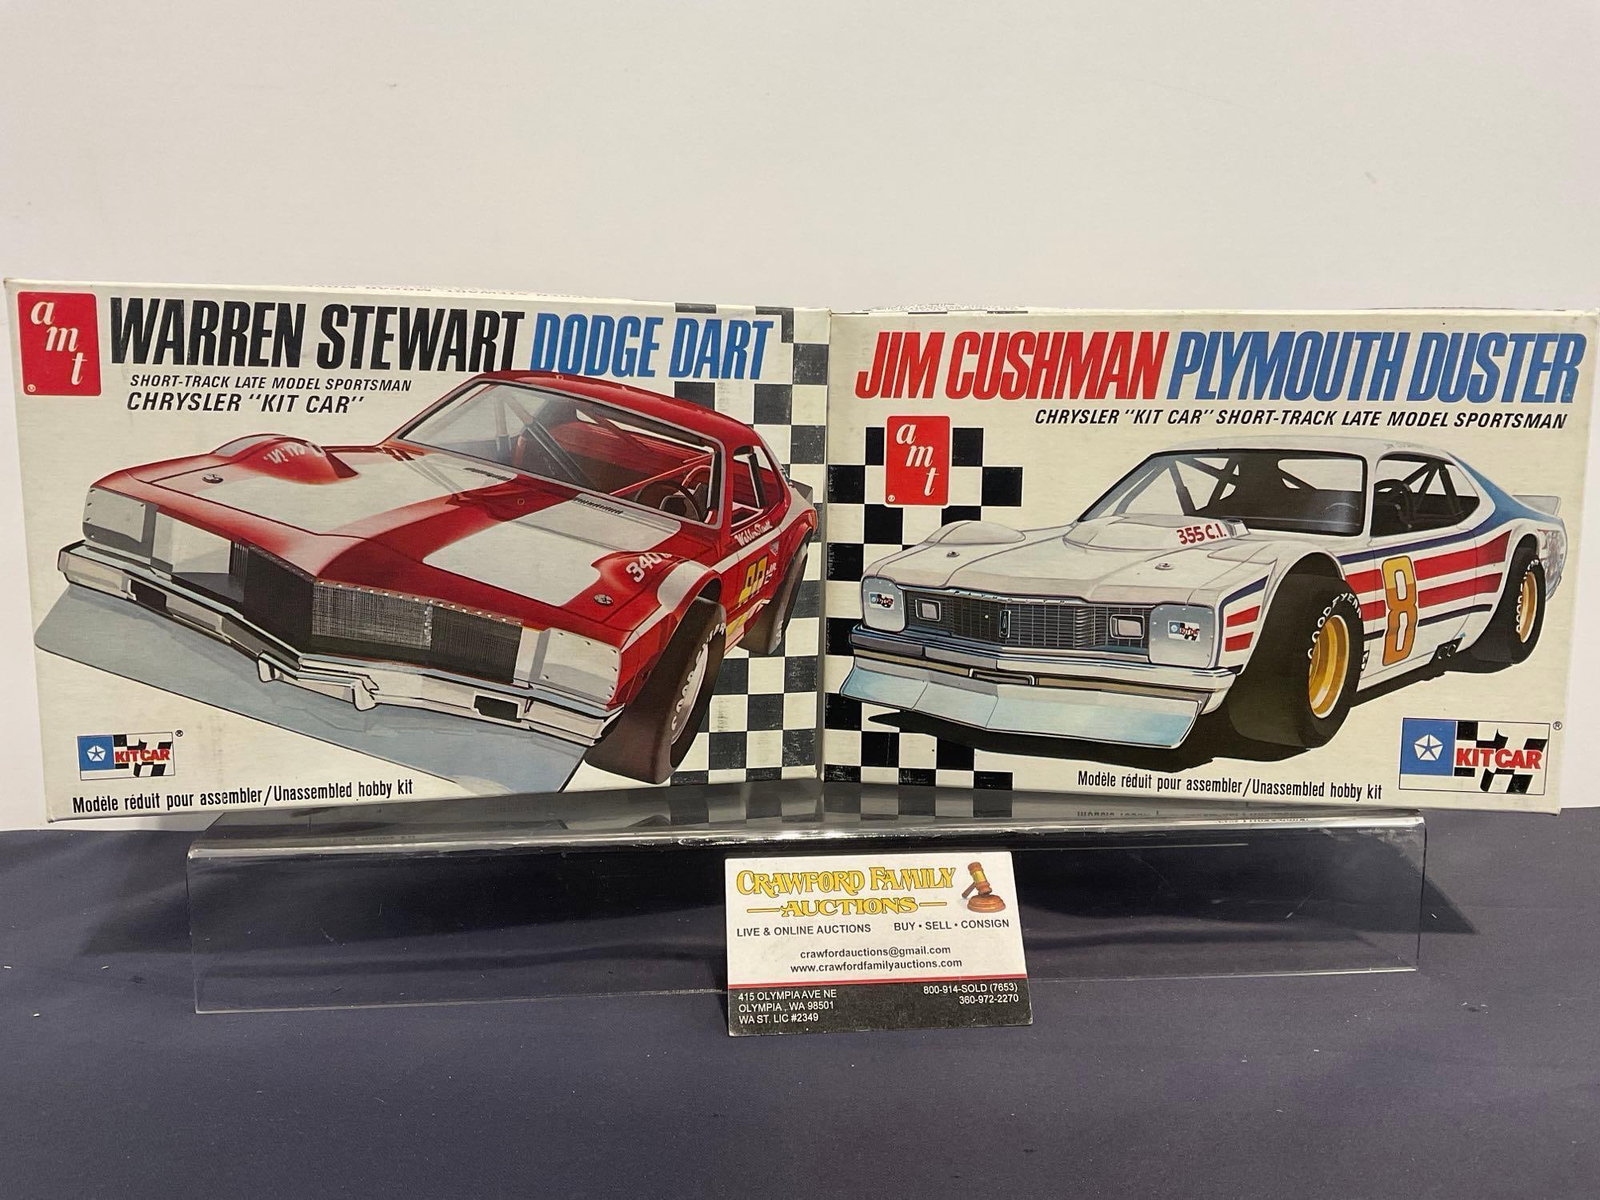 amt
WARREN STEWART DODGE DART
SHORT-TRACK LATE MODEL SPORTSMAN
CHRYSLER "KIT CAR"
340
KIT CAR ®
Modèle réduit pour assembler/Unassembled hobby kit
JIM CUSHMAN PLYMOUTH DUSTER
CHRYSLER "KIT CAR" SHORT-TRACK LATE MODEL SPORTSMAN
amt
355 C.I.
8
GOODYEAR
KIT CAR ®
Modèle réduit pour assembler/Unassembled hobby kit
CRAWFORD FAMILY
AUCTIONS
LIVE & ONLINE AUCTIONS BUY • SELL • CONSIGN
crawfordauctions@gmail.com
www.crawfordfamilyauctions.com
415 OLYMPIA AVE NE 800-914-SOLD (7653)
OLYMPIA, WA 98501 360-972-2270
WA ST. LIC #2349